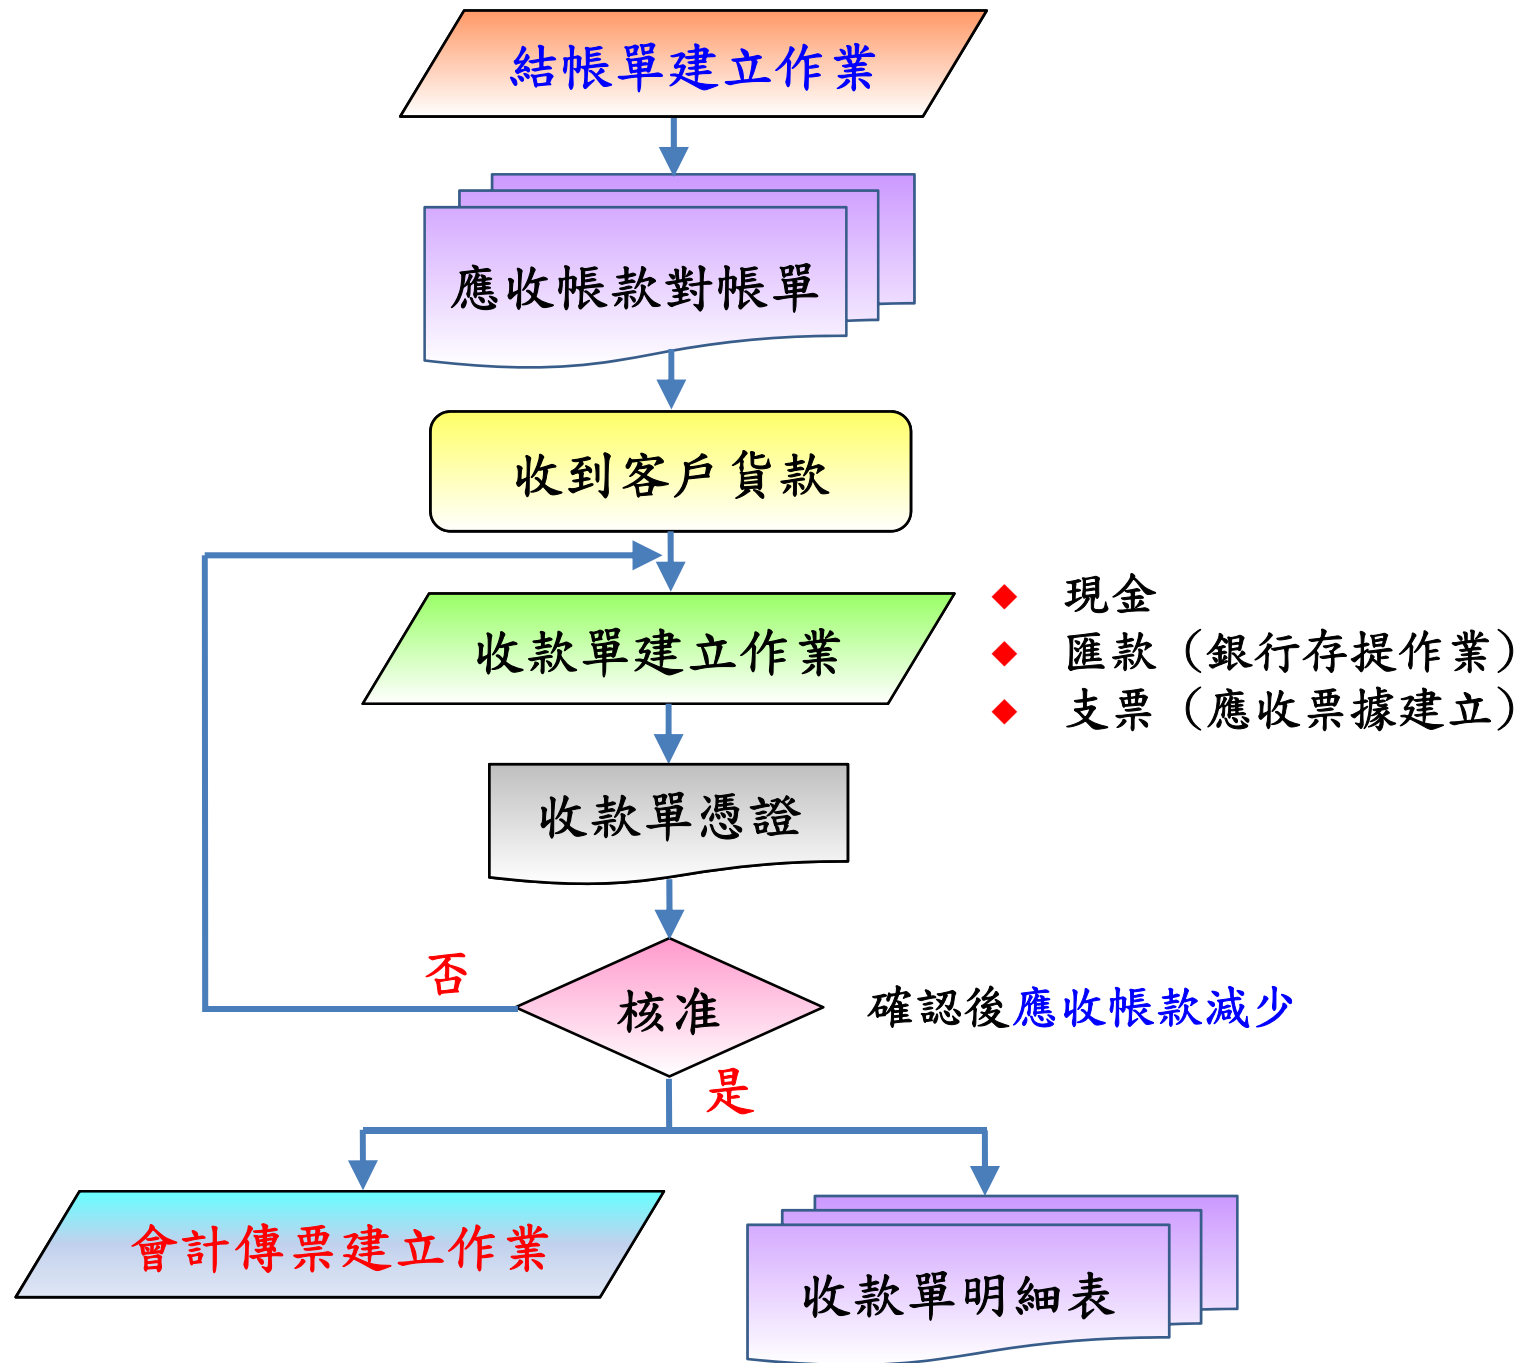 結帳單建立作業
應收帳款對帳單
收到客戶貨款
收款單建立作業
◆ 現金
◆ 匯款（銀行存提作業）
◆ 支票（應收票據建立）
收款單憑證
否
核准
確認後應收帳款減少
是
會計傳票建立作業
收款單明細表